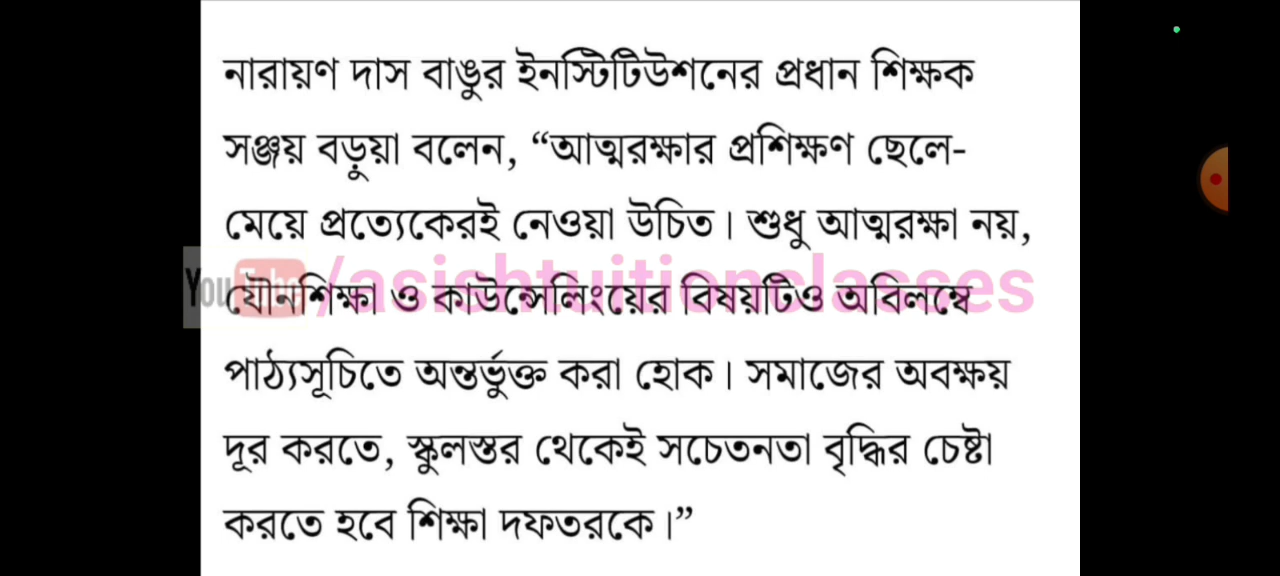 নারায়ণ দাস বাঙুর ইনস্টিটিউশনের প্রধান শিক্ষক
সঞ্জয় বড়ুয়া বলেন, “আত্মরক্ষার প্রশিক্ষণ ছেলে-
মেয়ে প্রত্যেকেরই নেওয়া উচিত। শুধু আত্মরক্ষা নয়,
YouTube/asishtuitionclasses
যৌনশিক্ষা ও কাউন্সেলিংয়ের বিষয়টিও অবিলম্বে
পাঠ্যসূচিতে অন্তর্ভুক্ত করা হোক। সমাজের অবক্ষয়
দূর করতে, স্কুলস্তর থেকেই সচেতনতা বৃদ্ধির চেষ্টা
করতে হবে শিক্ষা দফতরকে।”